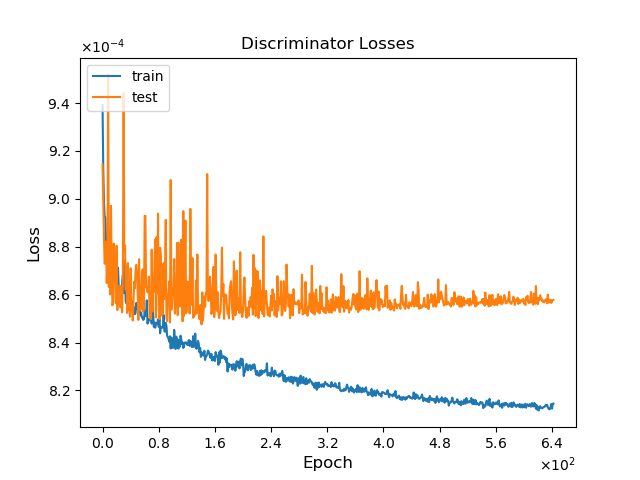 Discriminator Losses
×10⁻⁴
train
test
9.4
9.2
9.0
8.8
8.6
8.4
8.2
Loss
0.0 0.8 1.6 2.4 3.2 4.0 4.8 5.6 6.4
Epoch
×10²